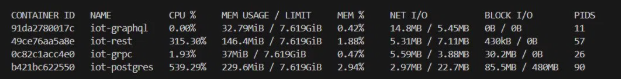 CONTAINER ID NAME CPU % MEM USAGE / LIMIT MEM % NET I/O BLOCK I/O PIDS
91da2780017c iot-graphql 0.00% 32.79MiB / 7.619GiB 0.42% 14.8MB / 5.45MB 0B / 0B 11
49ce76aa5a8e iot-rest 315.30% 146.4MiB / 7.619GiB 1.88% 5.31MB / 7.11MB 430kB / 0B 57
0c82c1acc4e0 iot-grpc 1.93% 37MiB / 7.619GiB 0.47% 5.59MB / 3.88MB 30.2MB / 0B 26
b421bc622550 iot-postgres 539.29% 229.6MiB / 7.619GiB 2.94% 2.97MB / 22.7MB 85.5MB / 480MB 90